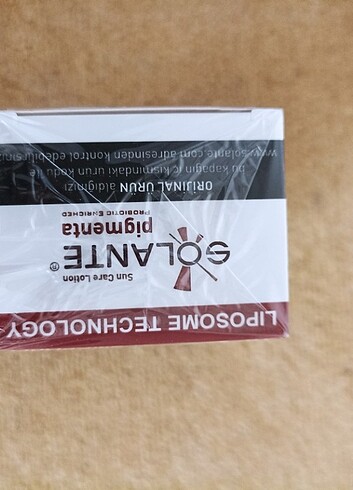 LIPOSOME TECHNOLOGY
Sun Care Lotion
SOLANTE®
pigmenta
PROBIOTIC ENRICHED
ORİJİNAL ÜRÜN aldığınızı
bu kapağın iç kısmındaki ürün kodu ile
www.solante.com adresinden kontrol edebilirsiniz